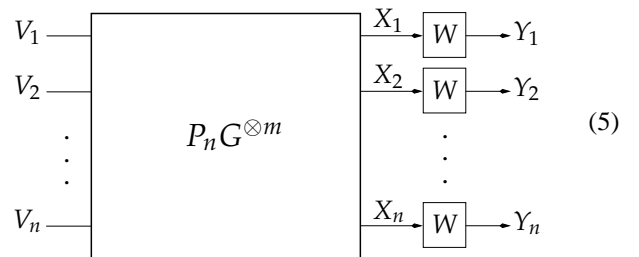 V₁ X₁ W Y₁
V₂ X₂ W Y₂
PₙG^{⊗m} (5)
Vₙ Xₙ W Yₙ